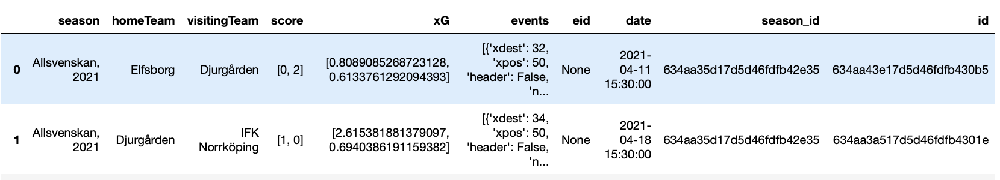 season homeTeam visitingTeam score xG events eid date season_id id
0 Allsvenskan, 2021 Elfsborg Djurgården [0, 2] [0.8089085268723128, 0.6133761292094393] [{'xdest': 32, 'xpos': 50, 'header': False, 'n... None 2021-04-11 15:30:00 634aa35d17d5d46fdfb42e35 634aa43e17d5d46fdfb430b5
1 Allsvenskan, 2021 Djurgården IFK Norrköping [1, 0] [2.615381881379097, 0.6940386191159382] [{'xdest': 34, 'xpos': 50, 'header': False, 'n... None 2021-04-18 15:30:00 634aa35d17d5d46fdfb42e35 634aa3a517d5d46fdfb4301e